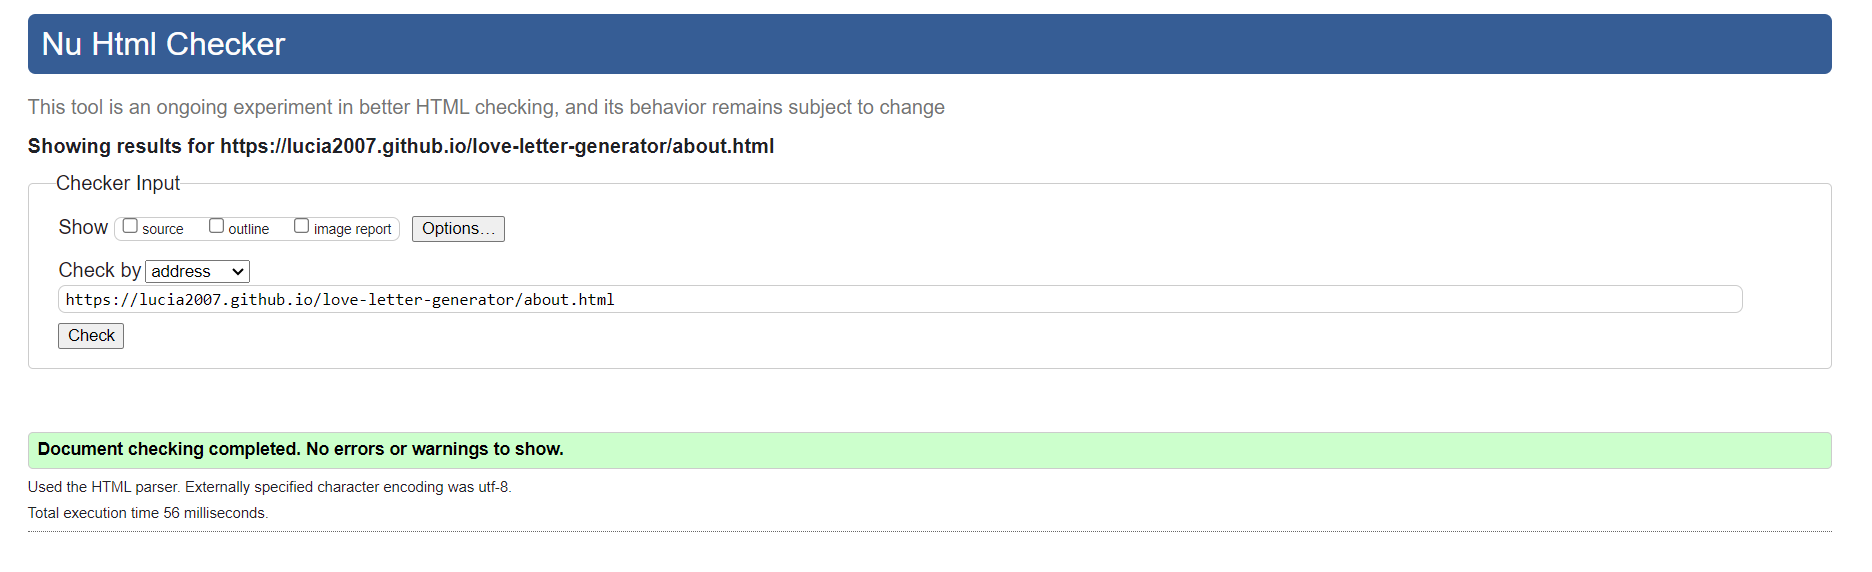 Nu Html Checker
This tool is an ongoing experiment in better HTML checking, and its behavior remains subject to change
Showing results for https://lucia2007.github.io/love-letter-generator/about.html
Checker Input
Show source outline image report Options...
Check by address
https://lucia2007.github.io/love-letter-generator/about.html
Check
Document checking completed. No errors or warnings to show.
Used the HTML parser. Externally specified character encoding was utf-8.
Total execution time 56 milliseconds.